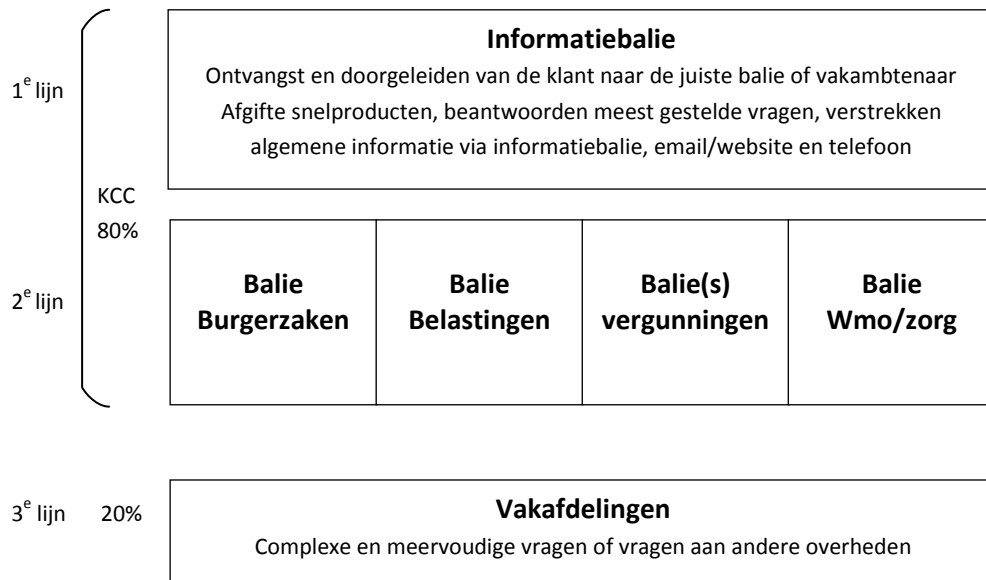 Informatiebalie
1e lijn
Ontvangst en doorgeleiden van de klant naar de juiste balie of vakambtenaar
Afgifte snelproducten, beantwoorden meest gestelde vragen, verstrekken
algemene informatie via informatiebalie, email/website en telefoon
KCC
80%
2e lijn
Balie
Burgerzaken
Balie
Belastingen
Balie(s)
vergunningen
Balie
Wmo/zorg
3e lijn
20%
Vakafdelingen
Complexe en meervoudige vragen of vragen aan andere overheden